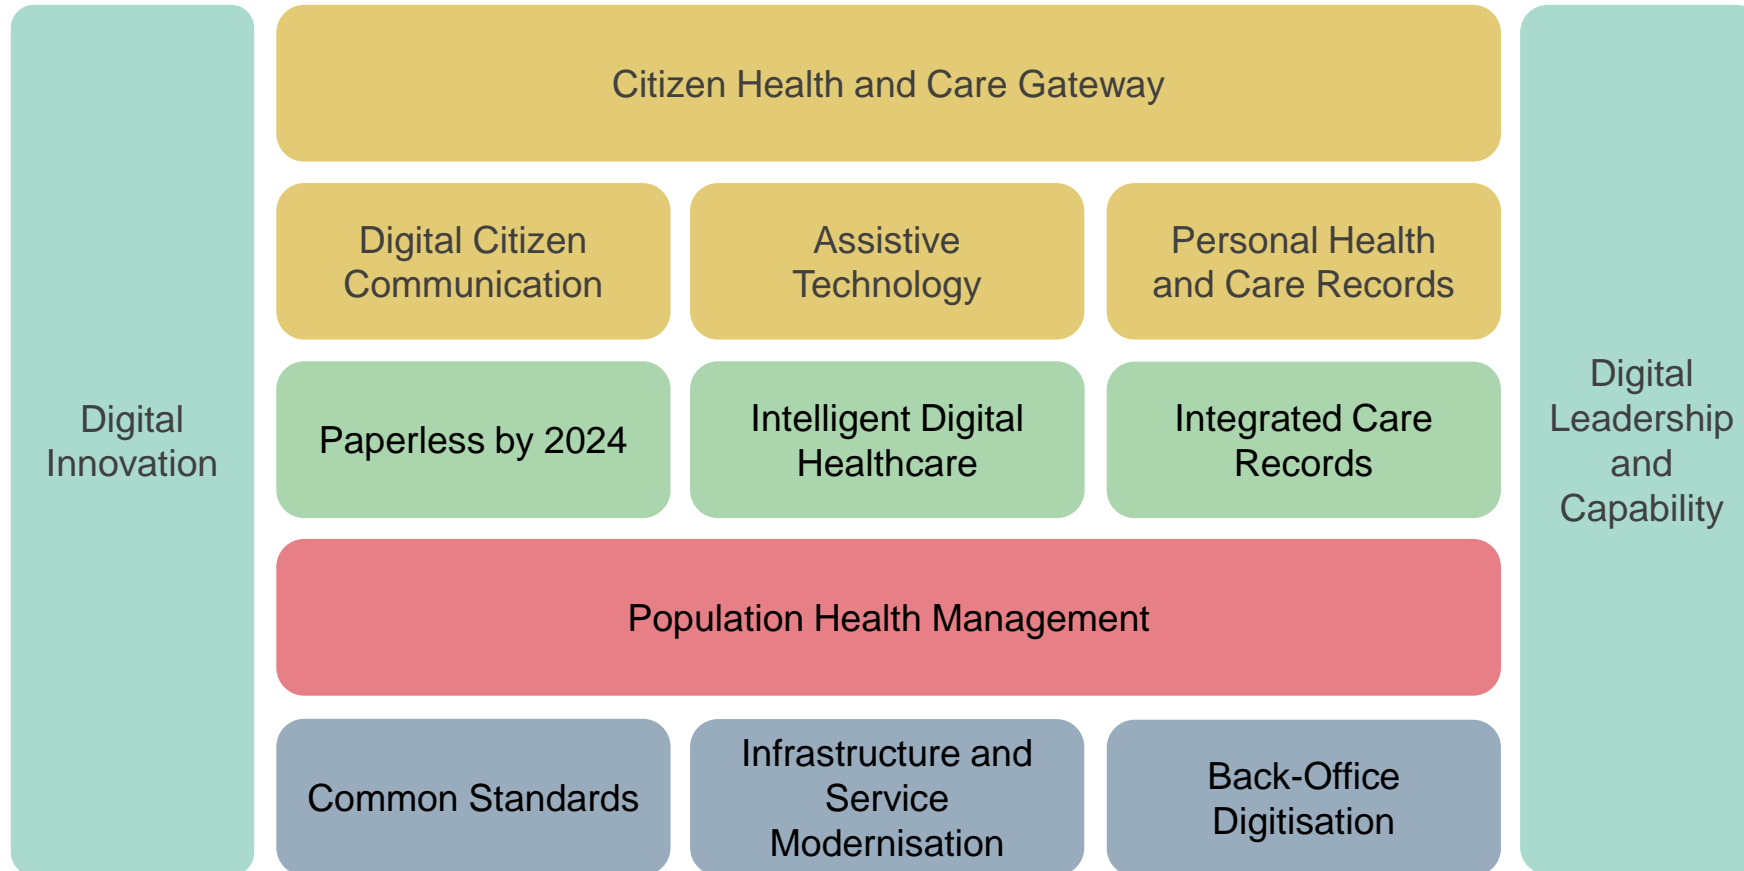 Citizen Health and Care Gateway
Digital Citizen
Communication
Assistive
Technology
Personal Health
and Care Records
Digital
Innovation
Paperless by 2024
Intelligent Digital
Healthcare
Integrated Care
Records
Digital
Leadership
and
Capability
Population Health Management
Common Standards
Infrastructure and
Service
Modernisation
Back-Office
Digitisation